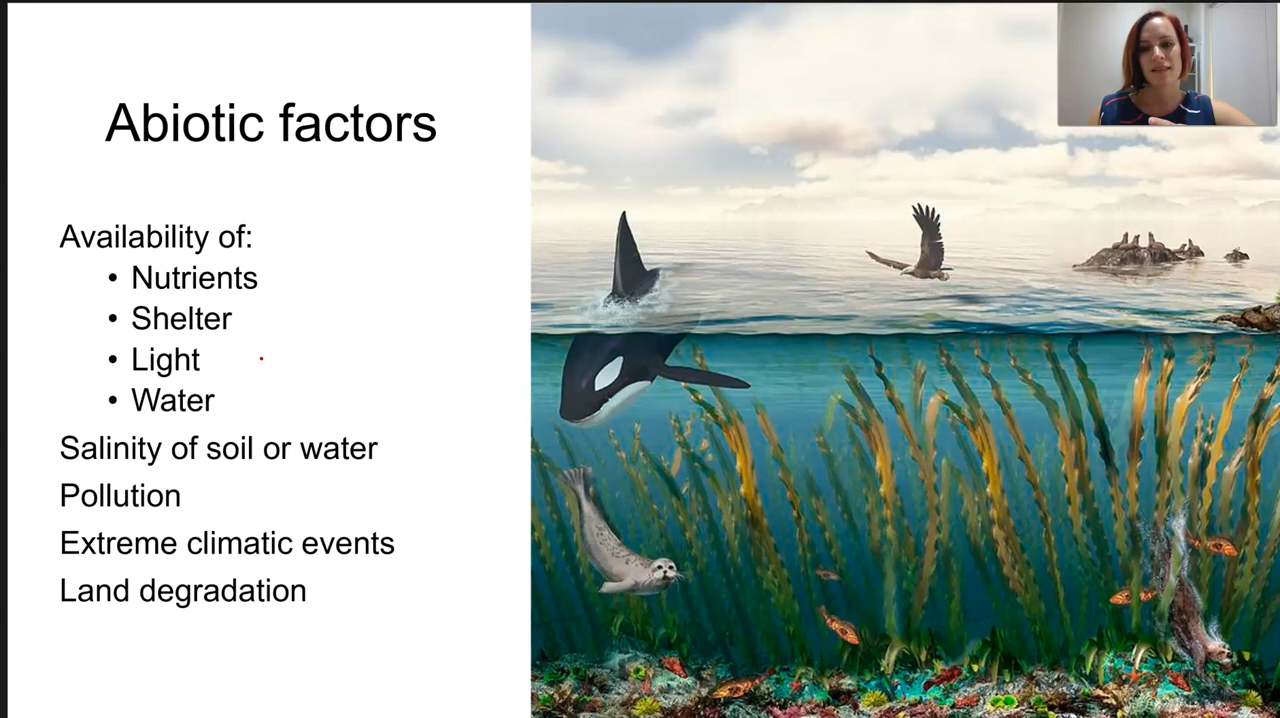 Abiotic factors
Availability of:
• Nutrients
• Shelter
• Light
• Water
Salinity of soil or water
Pollution
Extreme climatic events
Land degradation